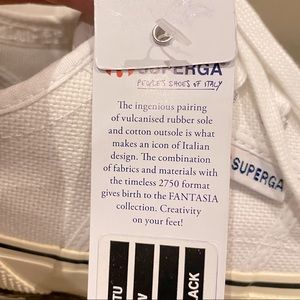 SUPERGA
PEOPLE'S SHOES OF ITALY
The ingenious pairing
of vulcanised rubber sole
and cotton outsole is what
makes an icon of Italian
design. The combination
of fabrics and materials with
the timeless 2750 format
gives birth to the FANTASIA
collection. Creativity
on your feet!
SUPERGA
TU
W
LACK